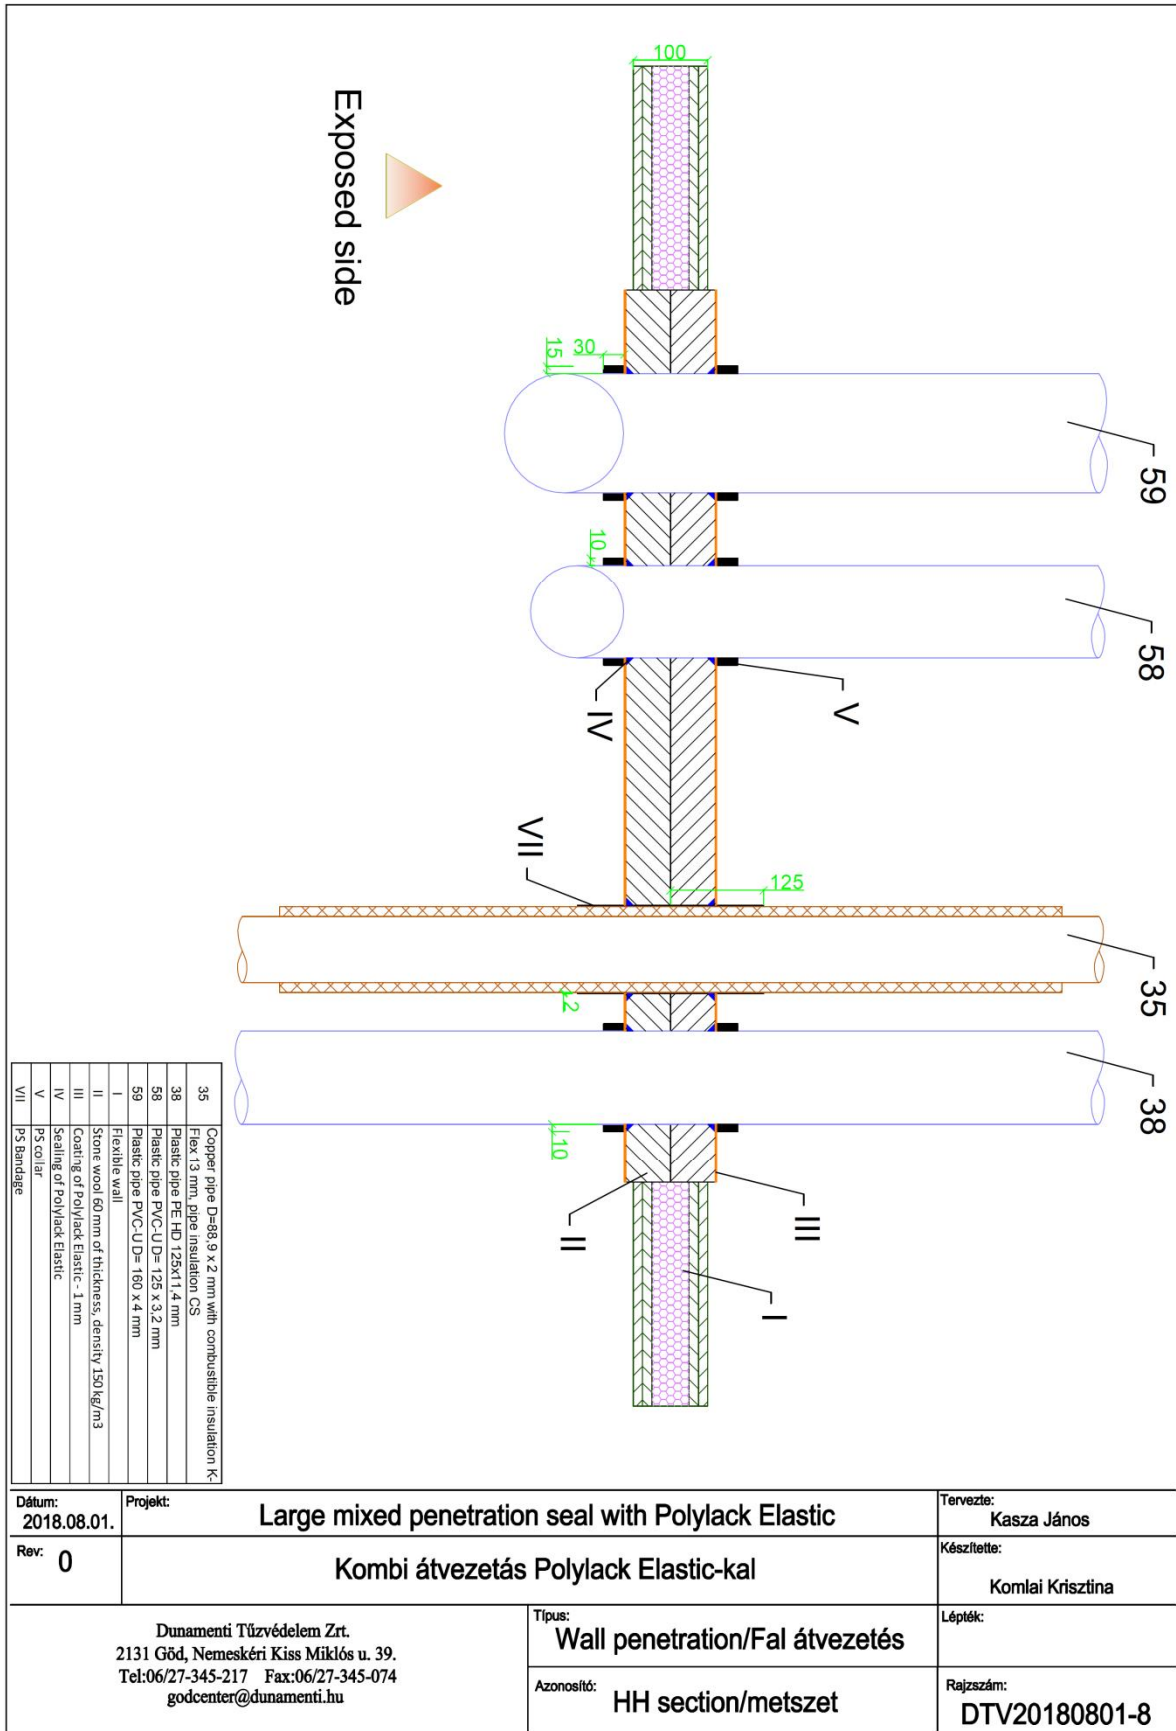 100
Exposed side
30
15
10
59
58
V
IV
VII
125
35
2
38
10
III
II
I
35 Copper pipe D=88,9 x 2 mm with combustible insulation K-
Flex 13 mm, pipe insulation CS
38 Plastic pipe PE HD 125x11,4 mm
58 Plastic pipe PVC-U D= 125 x 3,2 mm
59 Plastic pipe PVC-U D= 160 x 4 mm
I Flexible wall
II Stone wool 60 mm of thickness, density 150 kg/m3
III Coating of Polylack Elastic - 1 mm
IV Sealing of Polylack Elastic
V PS collar
VII PS Bandage
Dátum:
2018.08.01.
Projekt:
Large mixed penetration seal with Polylack Elastic
Tervezte:
Kasza János
Rev: 0
Kombi átvezetás Polylack Elastic-kal
Készítette:
Komlai Krisztina
Dunamenti Tűzvédelem Zrt.
2131 Göd, Nemeskéri Kiss Miklós u. 39.
Tel:06/27-345-217 Fax:06/27-345-074
godcenter@dunamenti.hu
Típus:
Wall penetration/Fal átvezetés
Lépték:
Azonosító:
HH section/metszet
Rajzszám:
DTV20180801-8